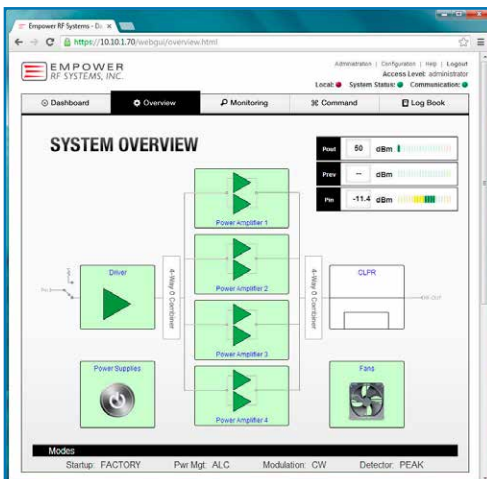 Empower RF Systems - Da
https://10.10.1.70/webgui/overview.html
EMPOWER
RF SYSTEMS, INC.
Administration | Configuration | Help | Logout
Access Level: administrator
Local: System Status: Communication:
Dashboard Overview Monitoring Command Log Book
SYSTEM OVERVIEW
Pout 50 dBm
Prev -- dBm
Pin -11.4 dBm
Power Amplifier 1
Driver
4-Way 0 Combiner
Power Amplifier 2
4-Way 0 Combiner
CLPR
Power Amplifier 3
Power Supplies
Power Amplifier 4
Fans
Modes
Startup: FACTORY Pwr Mgt: ALC Modulation: CW Detector: PEAK